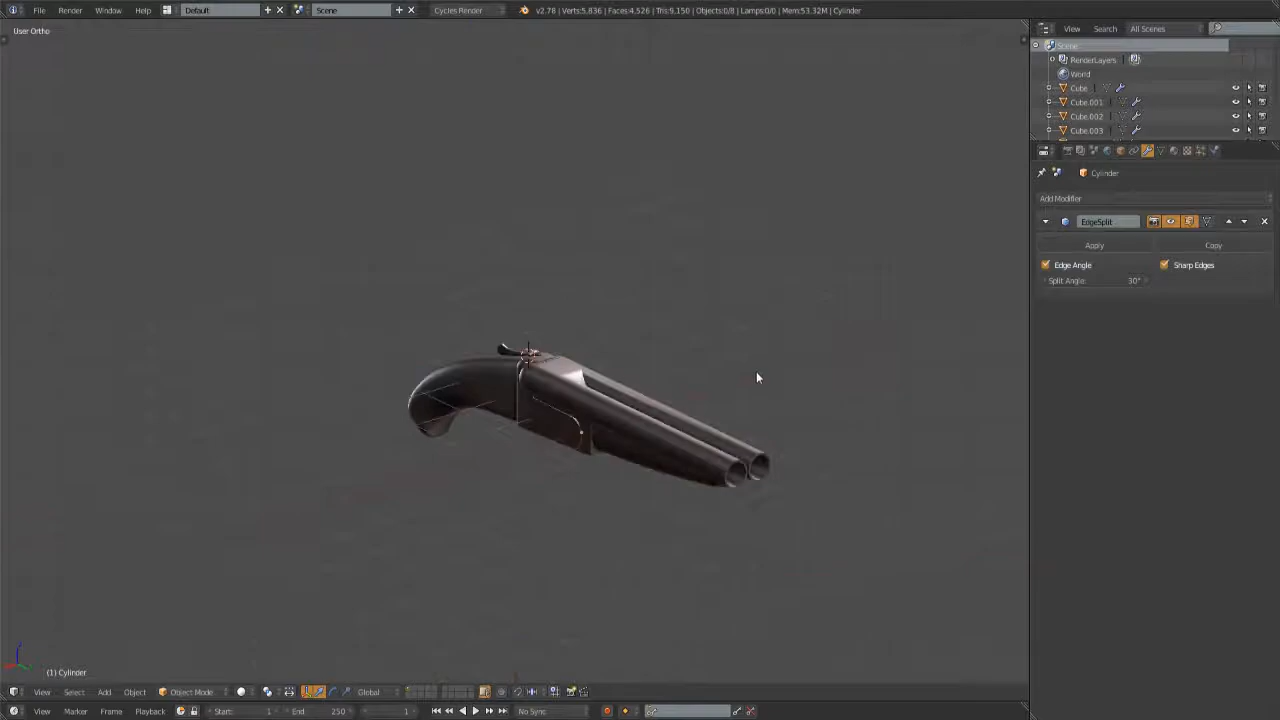 File Render Window Help Default Scene Cycles Render v2.78 | Verts:5,836 | Faces:4,526 | Tris:9,150 | Objects:0/8 | Lamps:0/0 | Mem:53.32M | Cylinder
User Ortho
View Search All Scenes
Scene
RenderLayers
World
Cube
Cube.001
Cube.002
Cube.003
Cylinder
Add Modifier
EdgeSplit
Apply Copy
Edge Angle Sharp Edges
Split Angle: 30°
(1) Cylinder
View Select Add Object Object Mode Global
View Marker Frame Playback Start: 1 End: 250 1 No Sync